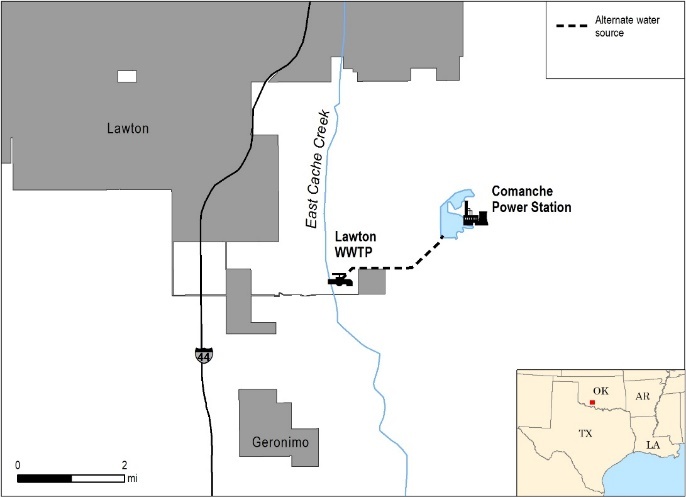 Alternate water
source
Lawton
East Cache Creek
Comanche
Power Station
Lawton
WWTP
44
Geronimo
0 2
mi
OK
AR
TX
LA